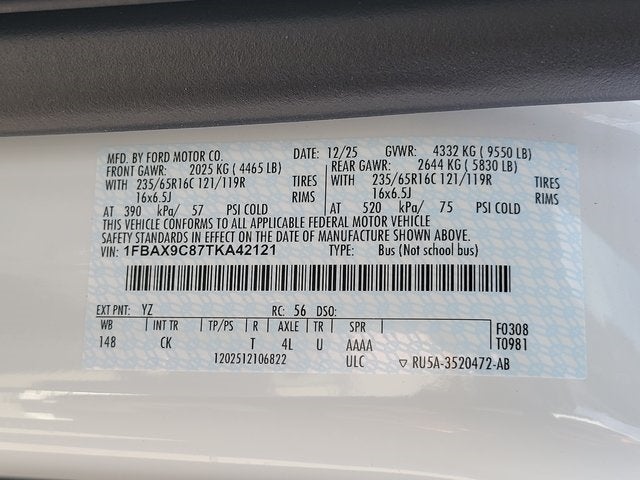 MFD. BY FORD MOTOR CO. DATE: 12/25 GVWR: 4332 KG ( 9550 LB)
FRONT GAWR: 2025 KG ( 4465 LB) REAR GAWR: 2644 KG ( 5830 LB)
WITH 235/65R16C 121/119R TIRES WITH 235/65R16C 121/119R TIRES
16x6.5J RIMS 16x6.5J RIMS
AT 390 kPa/ 57 PSI COLD AT 520 kPa/ 75 PSI COLD
THIS VEHICLE CONFORMS TO ALL APPLICABLE FEDERAL MOTOR VEHICLE
SAFETY STANDARDS IN EFFECT ON THE DATE OF MANUFACTURE SHOWN ABOVE.
VIN: 1FBAX9C87TKA42121 TYPE: Bus (Not school bus)
EXT PNT: YZ RC: 56 DSO:
WB INT TR TP/PS R AXLE TR SPR F0308
148 CK T 4L U AAAA T0981
1202512106822 ULC ▽ RU5A-3520472-AB